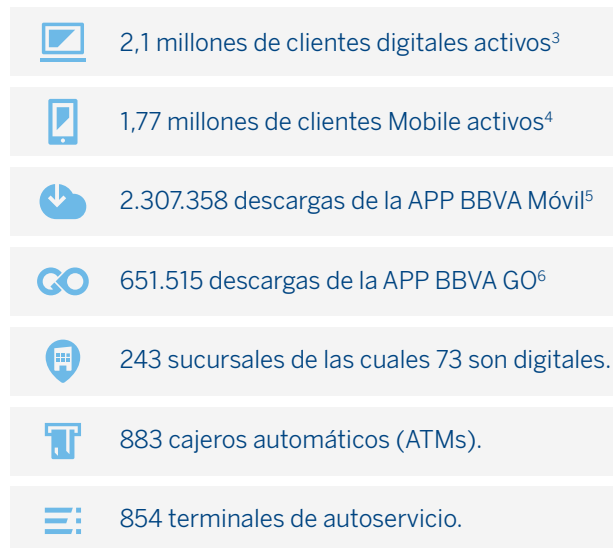 2,1 millones de clientes digitales activos³
1,77 millones de clientes Mobile activos⁴
2.307.358 descargas de la APP BBVA Móvil⁵
GO 651.515 descargas de la APP BBVA GO⁶
243 sucursales de las cuales 73 son digitales.
883 cajeros automáticos (ATMs).
854 terminales de autoservicio.